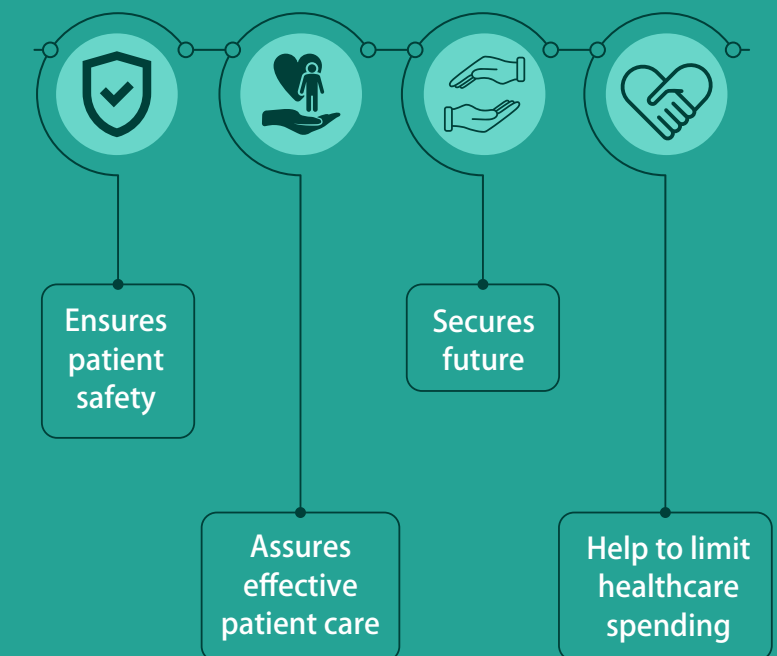 Ensures
patient
safety
Assures
effective
patient care
Secures
future
Help to limit
healthcare
spending